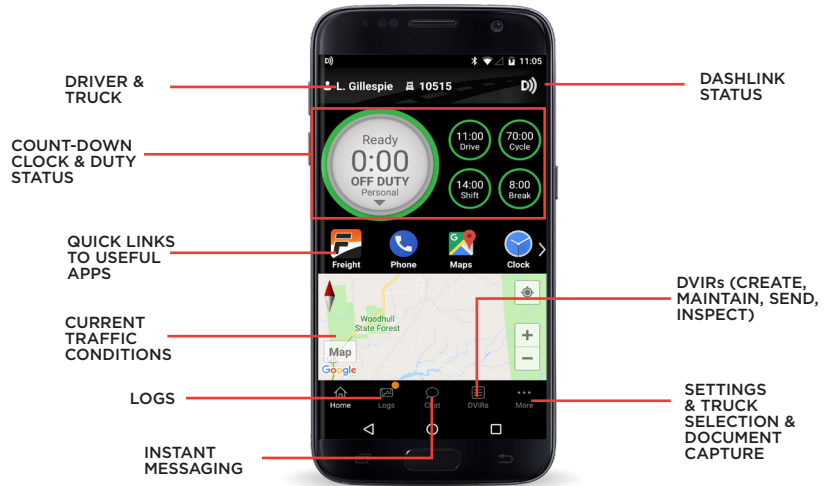 D)) 11:05
L. Gillespie 10515 D))
DRIVER &
TRUCK
DASHLINK
STATUS
COUNT-DOWN
CLOCK & DUTY
STATUS
Ready
0:00
OFF DUTY
Personal
11:00
Drive
70:00
Cycle
14:00
Shift
8:00
Break
QUICK LINKS
TO USEFUL
APPS
Freight Phone Maps Clock
DVIRs (CREATE,
MAINTAIN, SEND,
INSPECT)
Woodhull
State Forest
CURRENT
TRAFFIC
CONDITIONS
Map
+
−
Google
LOGS
Home Logs Chat DVIRs More
SETTINGS
& TRUCK
SELECTION &
DOCUMENT
CAPTURE
INSTANT
MESSAGING